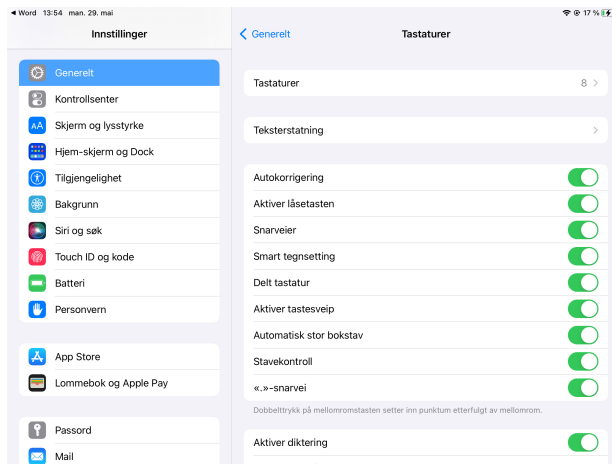 Word 13:54 man. 29. mai
17 %
Innstillinger
Generelt
Kontrollsenter
AA Skjerm og lysstyrke
Hjem-skjerm og Dock
Tilgjengelighet
Bakgrunn
Siri og søk
Touch ID og kode
Batteri
Personvern
App Store
Lommebok og Apple Pay
Passord
Mail
Generelt
Tastaturer
Tastaturer 8
Teksterstatning
Autokorrigering
Aktiver låsetasten
Snarveier
Smart tegnsetting
Delt tastatur
Aktiver tastesveip
Automatisk stor bokstav
Stavekontroll
«.»-snarvei
Dobbelttrykk på mellomromstasten setter inn punktum etterfulgt av mellomrom.
Aktiver diktering